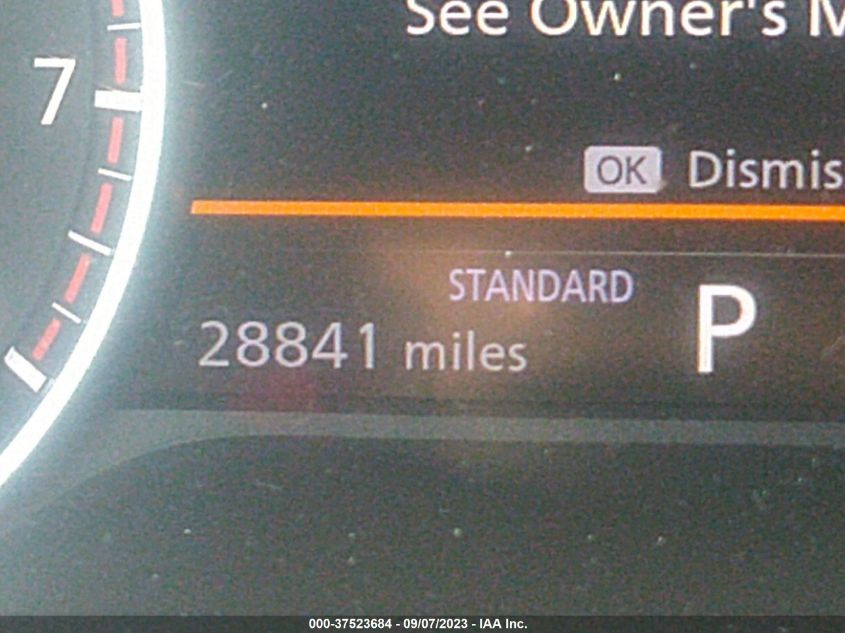 See Owner's M
7
OK Dismis
STANDARD
P
28841 miles
000-37523684 - 09/07/2023 - IAA Inc.